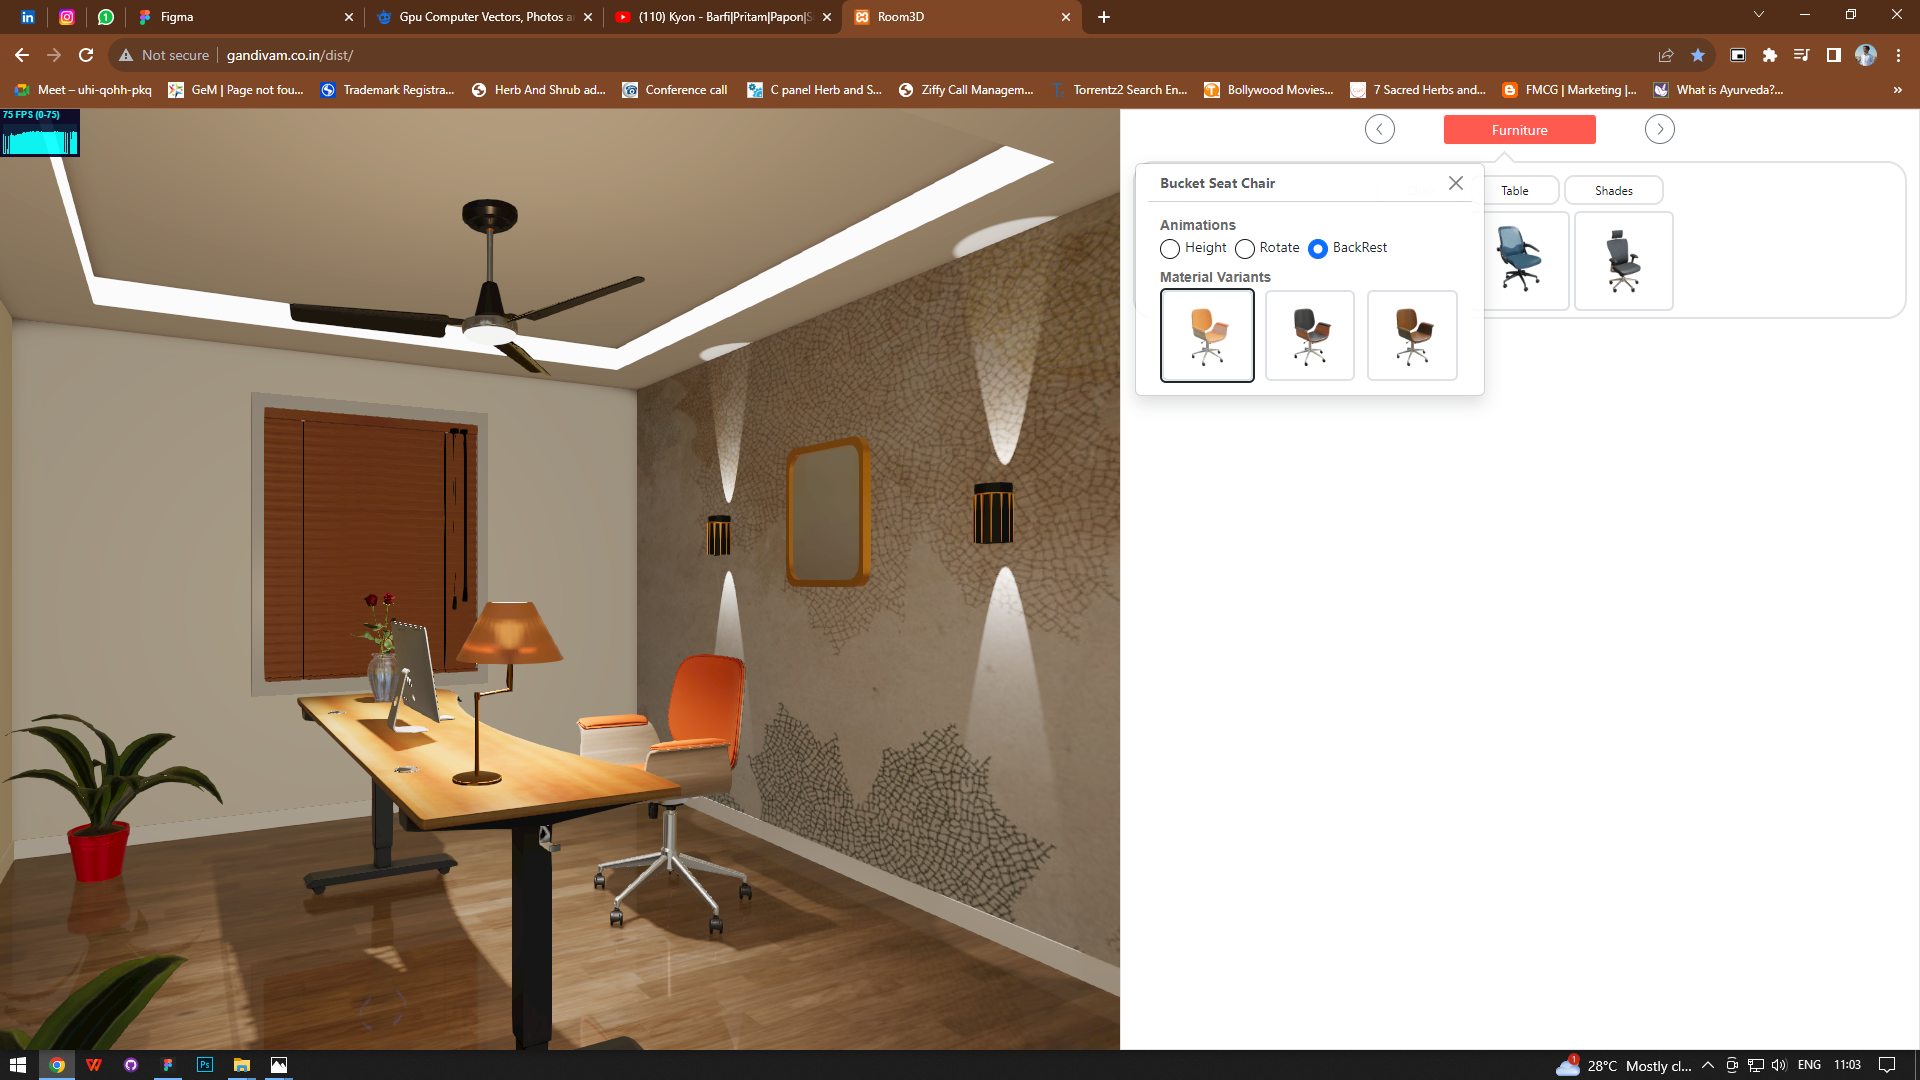 Figma
Gpu Computer Vectors, Photos a
(110) Kyon - Barfi|Pritam|Papon|S
Room3D
Not secure
gandivam.co.in/dist/
Meet – uhi-qohh-pkq
GeM | Page not fou...
Trademark Registra...
Herb And Shrub ad...
Conference call
C panel Herb and S...
Ziffy Call Managem...
Torrentz2 Search En...
Bollywood Movies...
7 Sacred Herbs and...
FMCG | Marketing |...
What is Ayurveda?...
75 FPS (0-75)
Furniture
Bucket Seat Chair
Table
Shades
Animations
Height
Rotate
BackRest
Material Variants
1
28°C
Mostly cl...
ENG
11:03